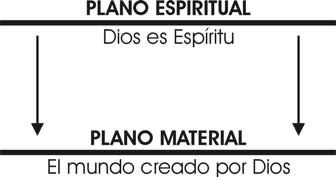 PLANO ESPIRITUAL
Dios es Espíritu
PLANO MATERIAL
El mundo creado por Dios